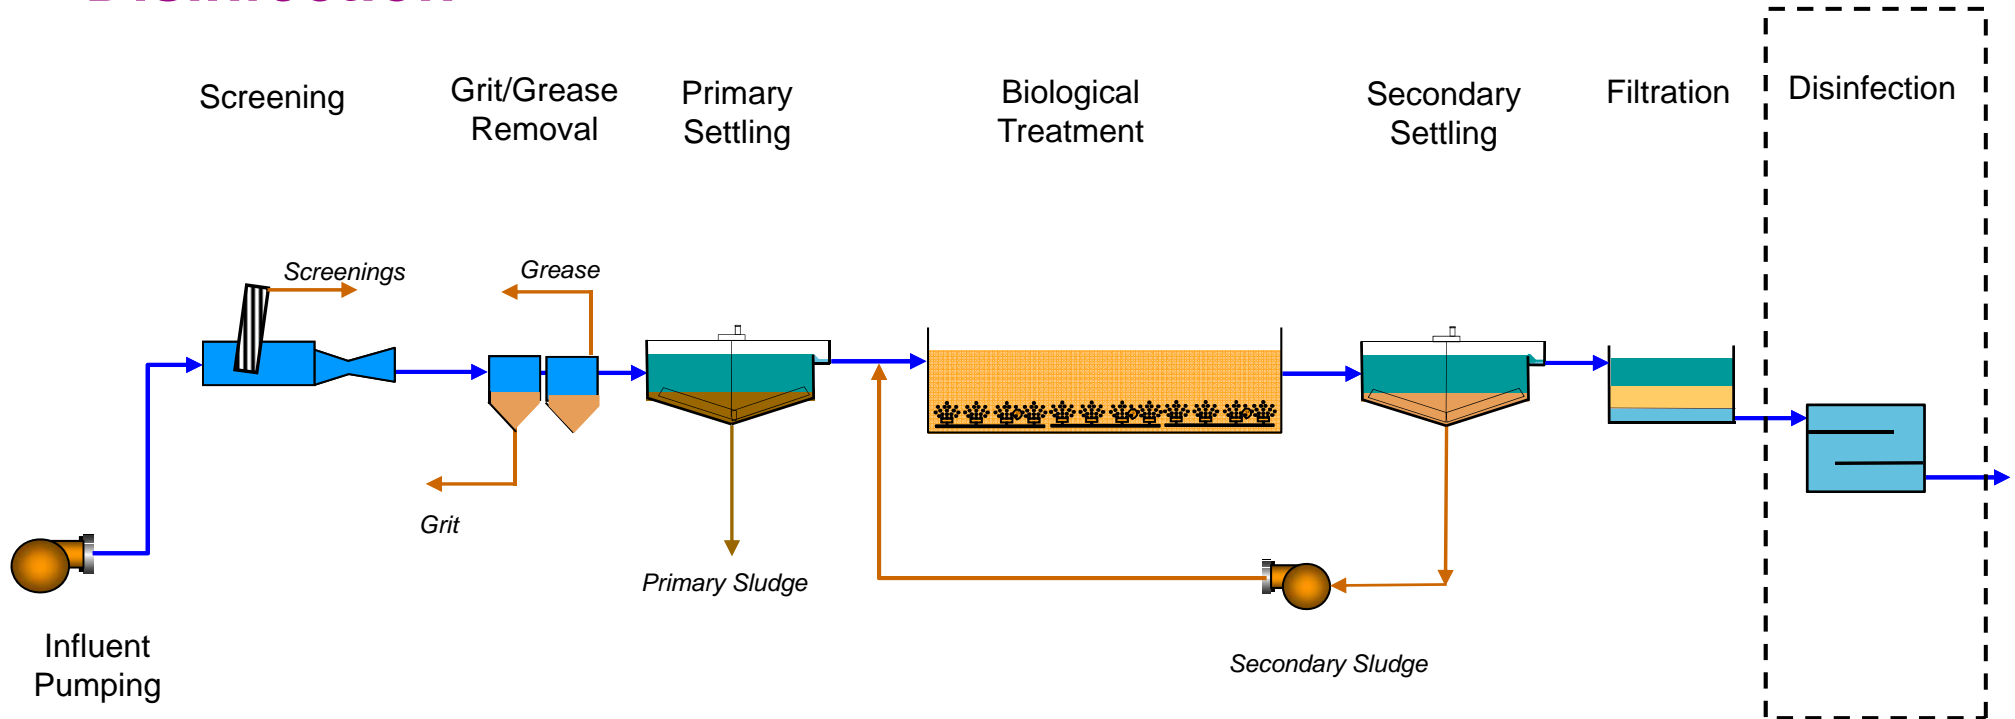 Screening
Grit/Grease
Removal
Primary
Settling
Biological
Treatment
Secondary
Settling
Filtration
Disinfection
Screenings
Grease
Grit
Primary Sludge
Secondary Sludge
Influent
Pumping